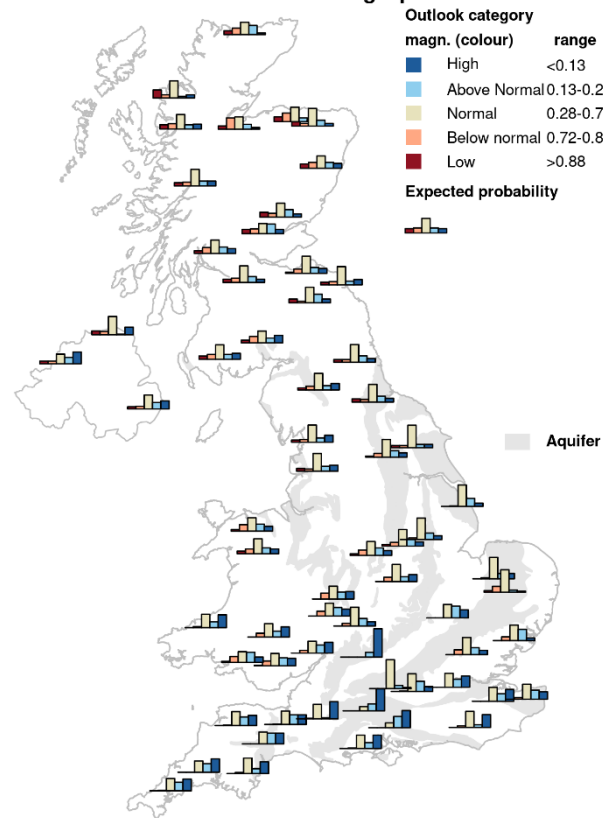 Outlook category
magn. (colour) range
High <0.13
Above Normal 0.13-0.2
Normal 0.28-0.7
Below normal 0.72-0.8
Low >0.88
Expected probability
Aquifer